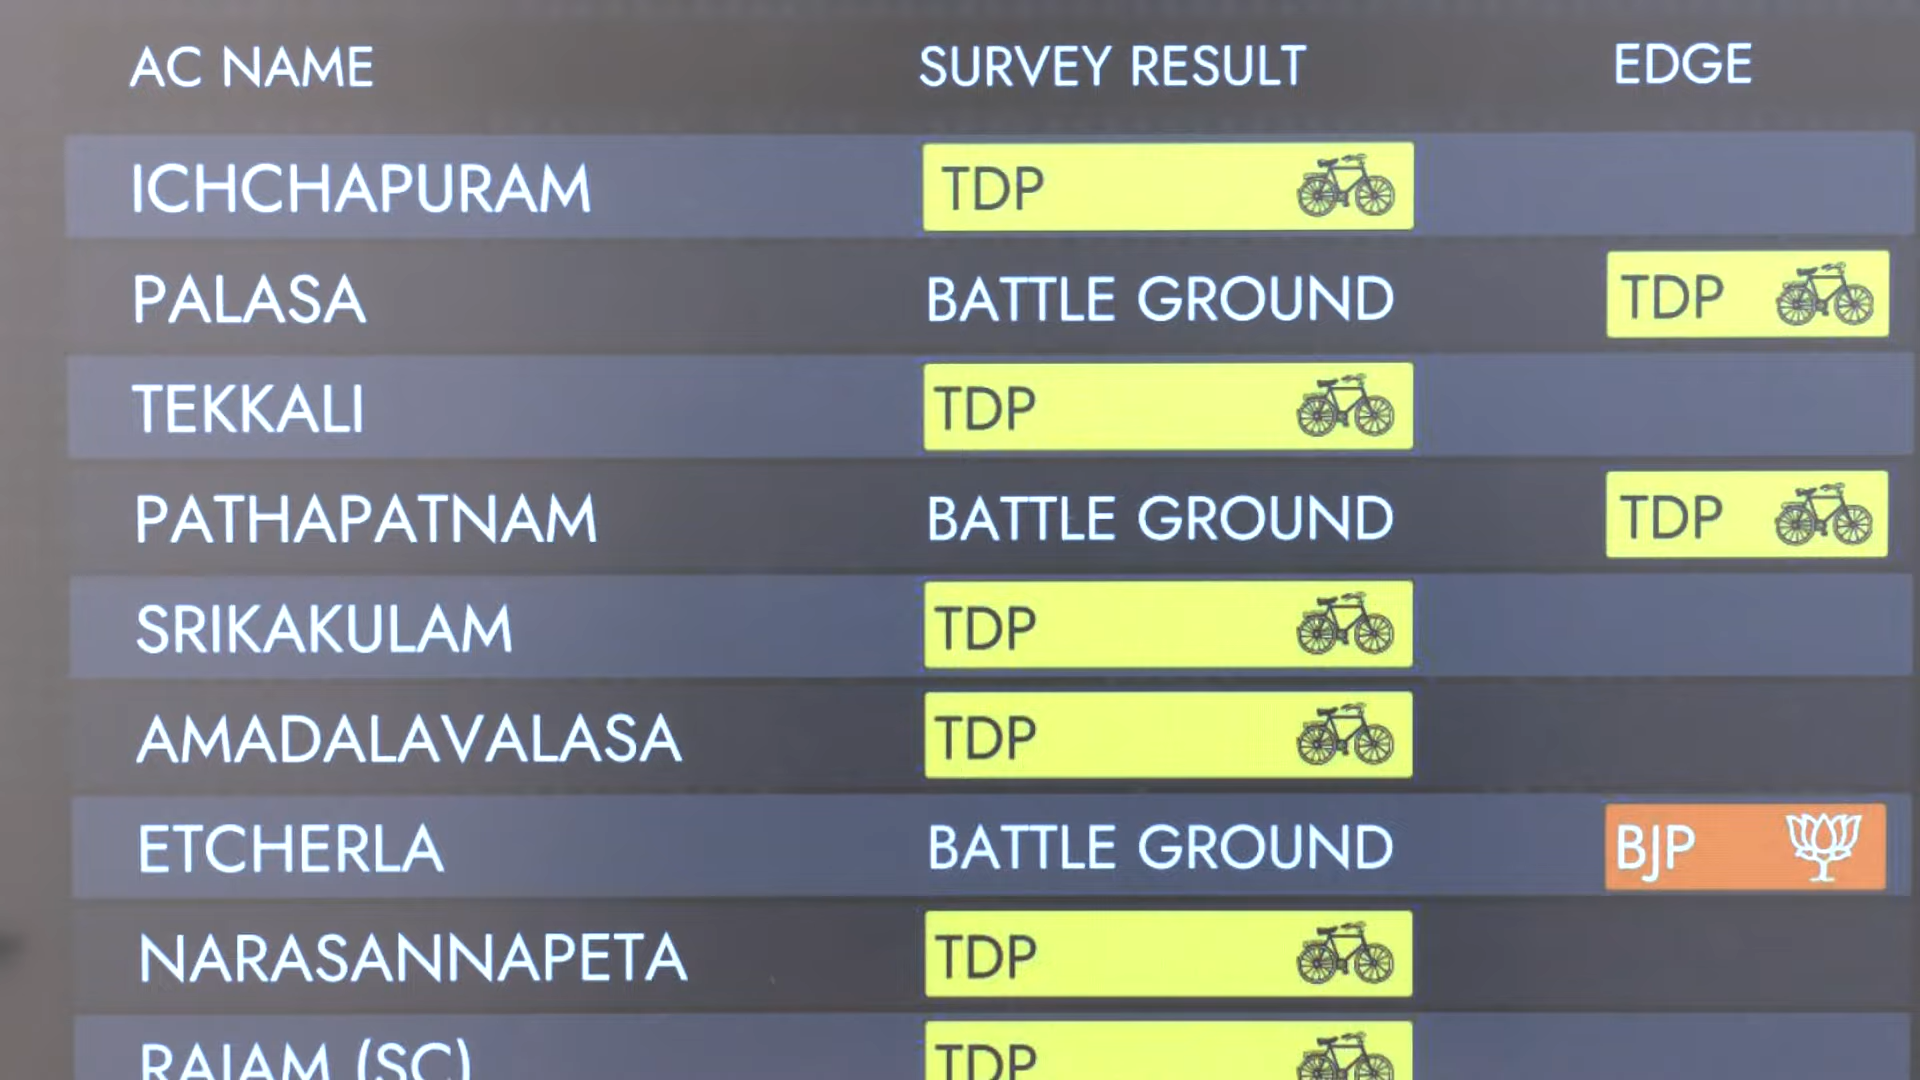 AC NAME SURVEY RESULT EDGE
ICHCHAPURAM TDP
PALASA BATTLE GROUND TDP
TEKKALI TDP
PATHAPATNAM BATTLE GROUND TDP
SRIKAKULAM TDP
AMADALAVALASA TDP
ETCHERLA BATTLE GROUND BJP
NARASANNAPETA TDP
RAJAM (SC) TDP